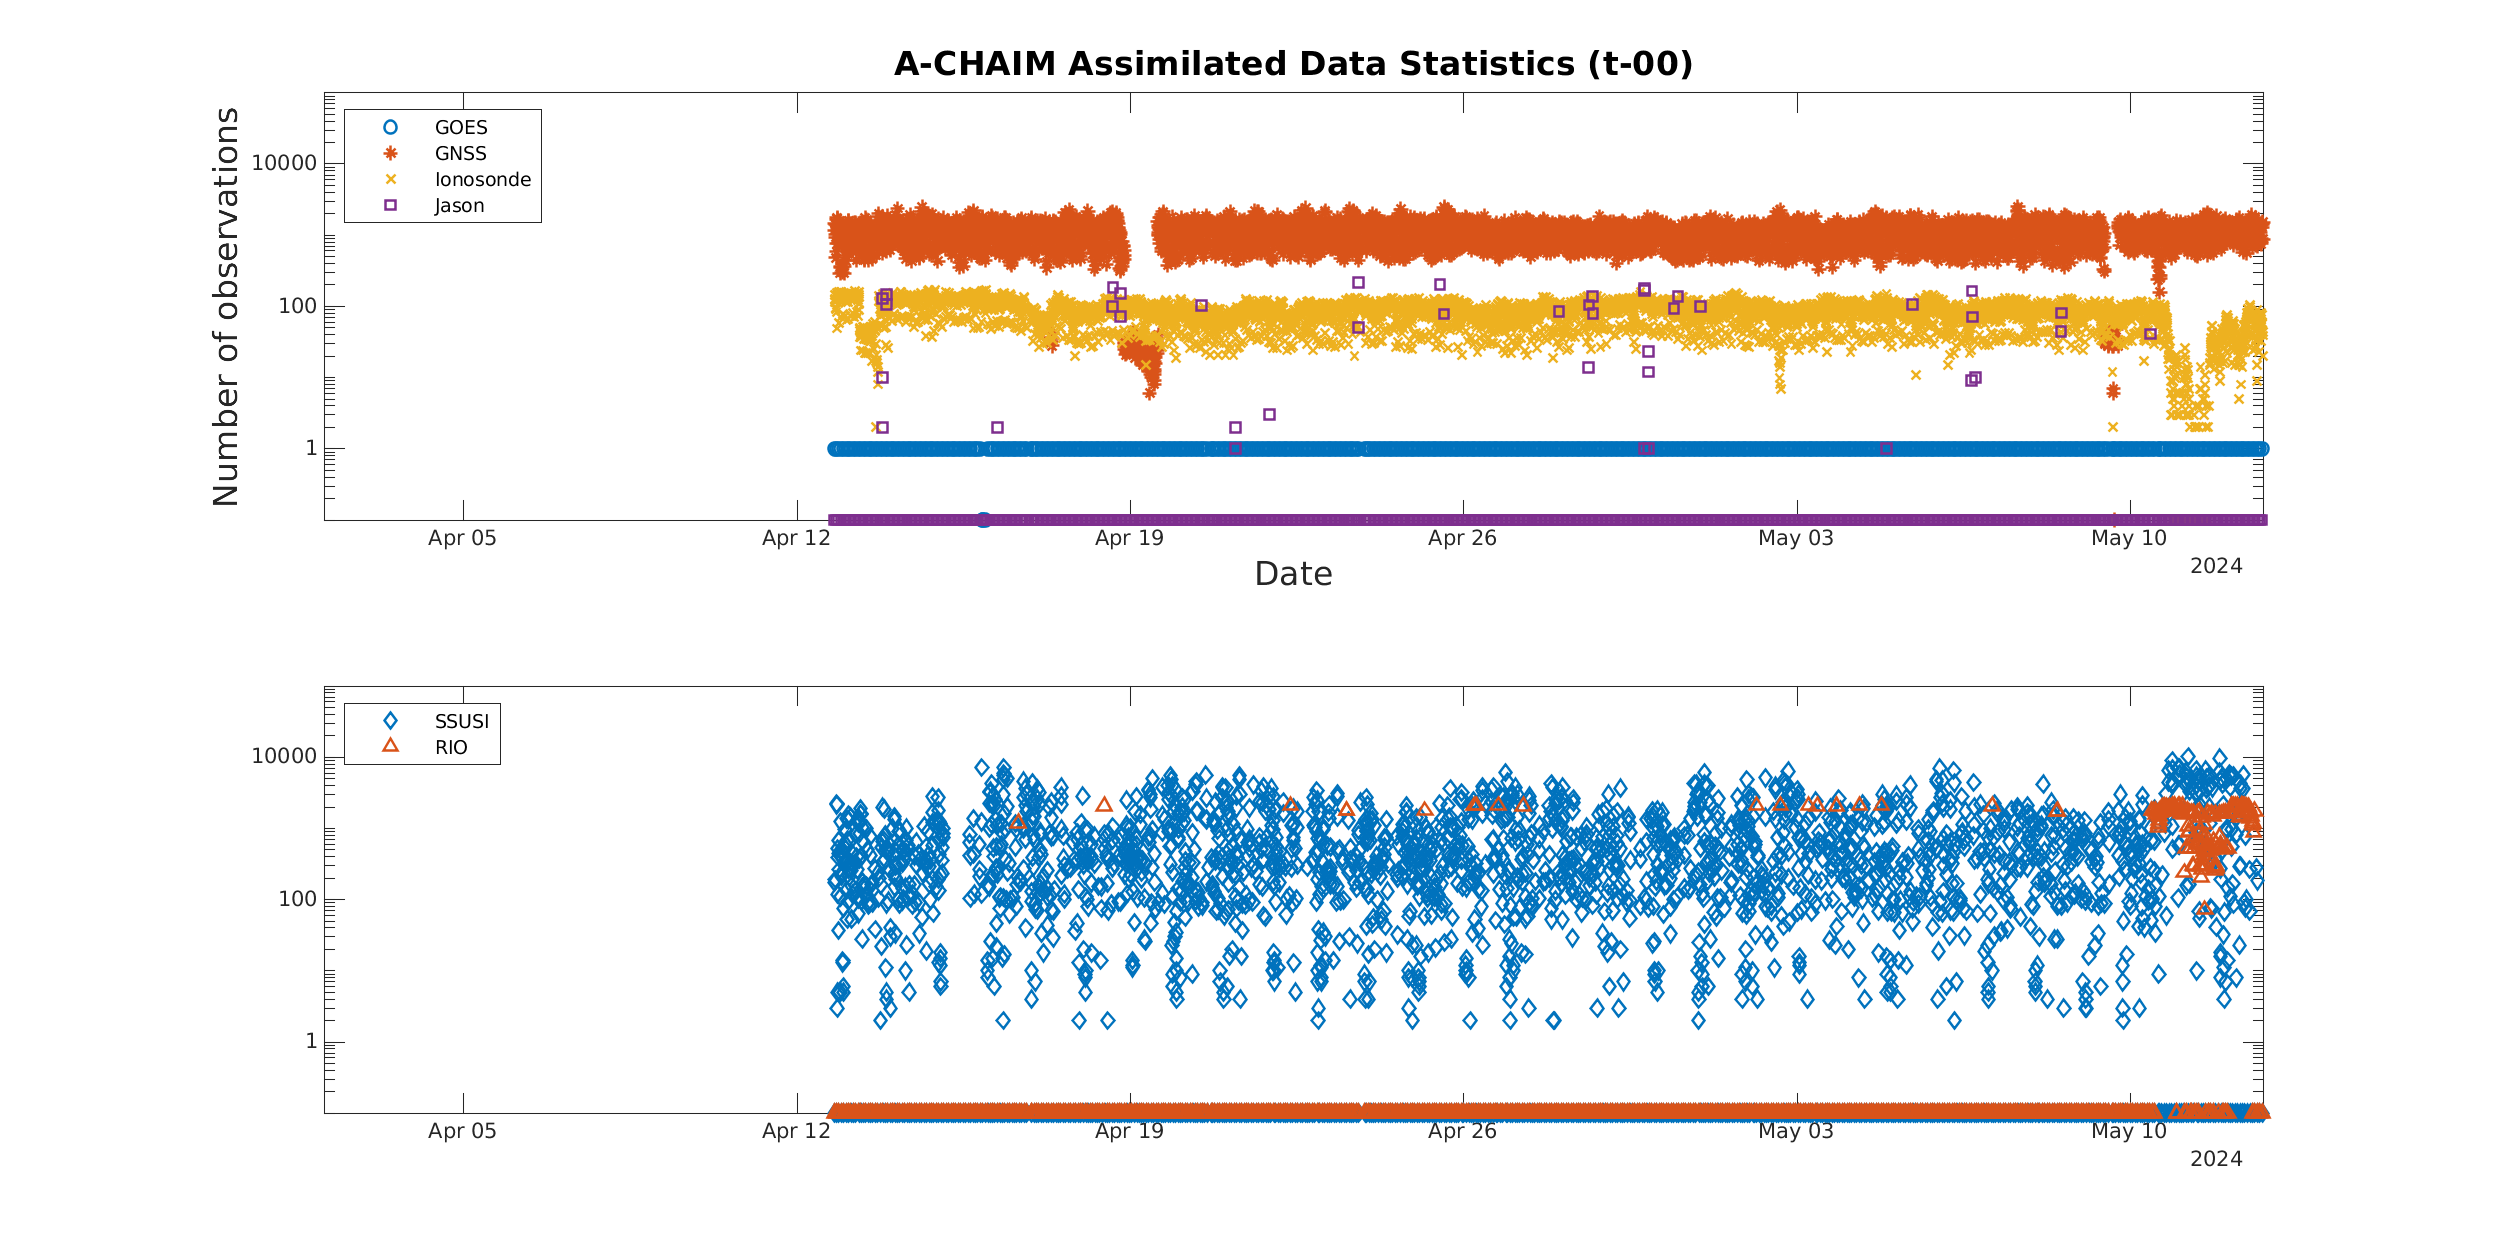 A-CHAIM Assimilated Data Statistics (t-00)
Number of observations
GOES
GNSS
Ionosonde
Jason
10000
100
1
Apr 05
Apr 12
Apr 19
Apr 26
May 03
May 10
2024
Date
SSUSI
RIO
10000
100
1
Apr 05
Apr 12
Apr 19
Apr 26
May 03
May 10
2024